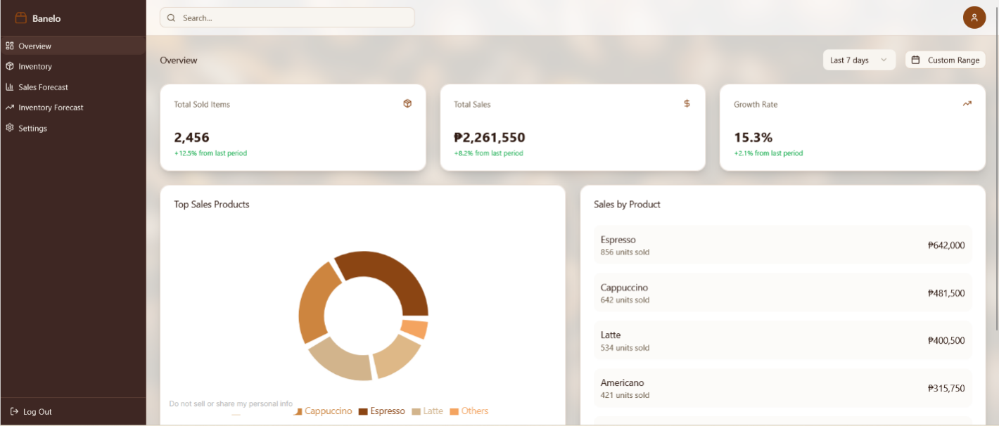 Banelo
Search...
Overview
Inventory
Sales Forecast
Inventory Forecast
Settings
Log Out
Overview
Last 7 days
Custom Range
Total Sold Items
2,456
+12.5% from last period
Total Sales
₱2,261,550
+8.2% from last period
Growth Rate
15.3%
+2.1% from last period
Top Sales Products
Do not sell or share my personal info
Cappuccino Espresso Latte Others
Sales by Product
Espresso
856 units sold
₱642,000
Cappuccino
642 units sold
₱481,500
Latte
534 units sold
₱400,500
Americano
421 units sold
₱315,750